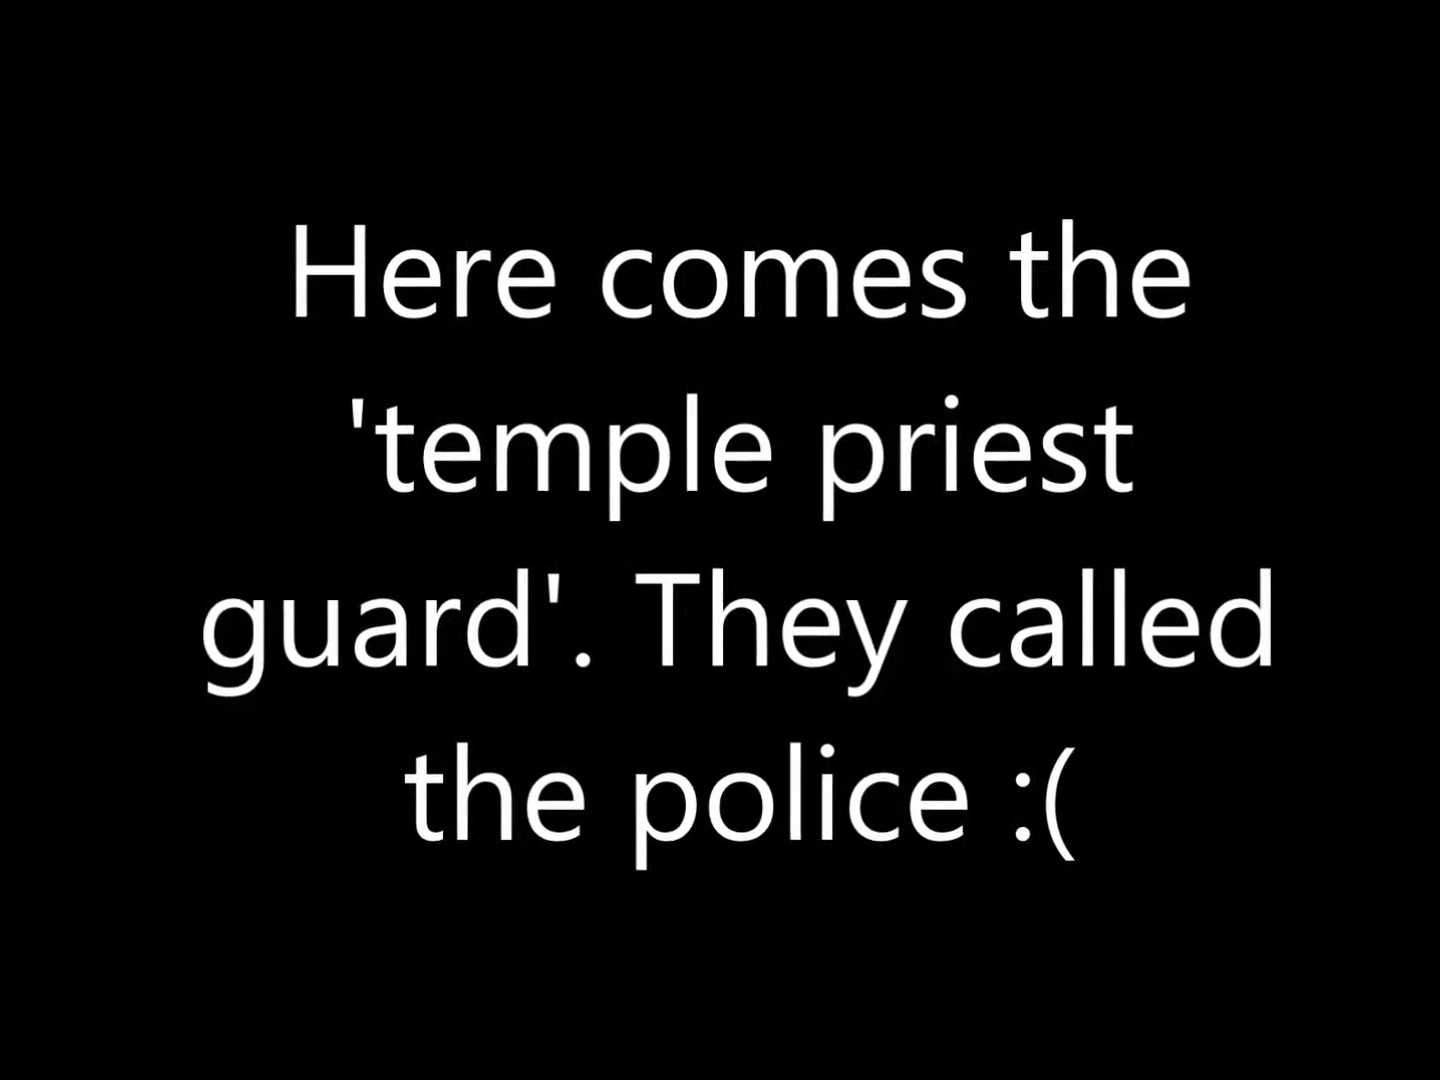 Here comes the
'temple priest
guard'. They called
the police :(